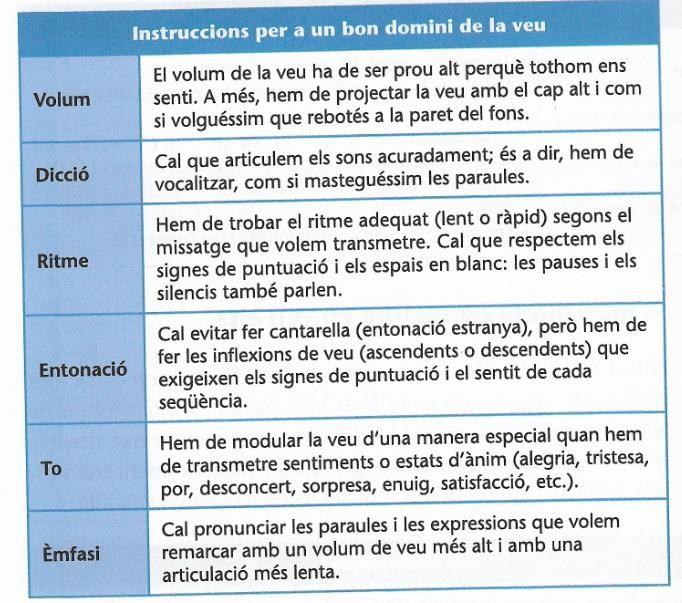 Instruccions per a un bon domini de la veu
Volum
El volum de la veu ha de ser prou alt perquè tothom ens
senti. A més, hem de projectar la veu amb el cap alt i com
si volguéssim que rebotés a la paret del fons.
Dicció
Cal que articulem els sons acuradament; és a dir, hem de
vocalitzar, com si masteguéssim les paraules.
Ritme
Hem de trobar el ritme adequat (lent o ràpid) segons el
missatge que volem transmetre. Cal que respectem els
signes de puntuació i els espais en blanc: les pauses i els
silencis també parlen.
Entonació
Cal evitar fer cantarella (entonació estranya), però hem de
fer les inflexions de veu (ascendents o descendents) que
exigeixen els signes de puntuació i el sentit de cada
seqüència.
To
Hem de modular la veu d'una manera especial quan hem
de transmetre sentiments o estats d'ànim (alegria, tristesa,
por, desconcert, sorpresa, enuig, satisfacció, etc.).
Èmfasi
Cal pronunciar les paraules i les expressions que volem
remarcar amb un volum de veu més alt i amb una
articulació més lenta.